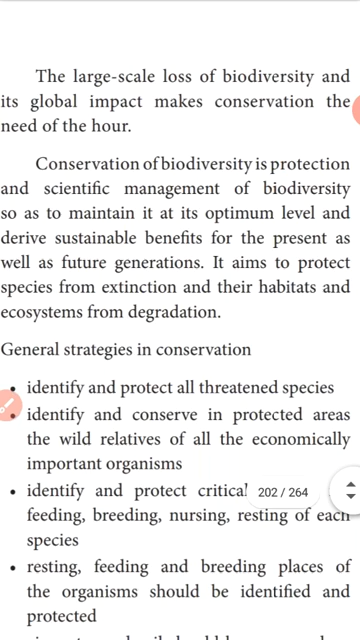 The large-scale loss of biodiversity and
its global impact makes conservation the
need of the hour.
Conservation of biodiversity is protection
and scientific management of biodiversity
so as to maintain it at its optimum level and
derive sustainable benefits for the present as
well as future generations. It aims to protect
species from extinction and their habitats and
ecosystems from degradation.
General strategies in conservation
• identify and protect all threatened species
• identify and conserve in protected areas
the wild relatives of all the economically
important organisms
• identify and protect critical
202 / 264
feeding, breeding, nursing, resting of each
species
• resting, feeding and breeding places of
the organisms should be identified and
protected